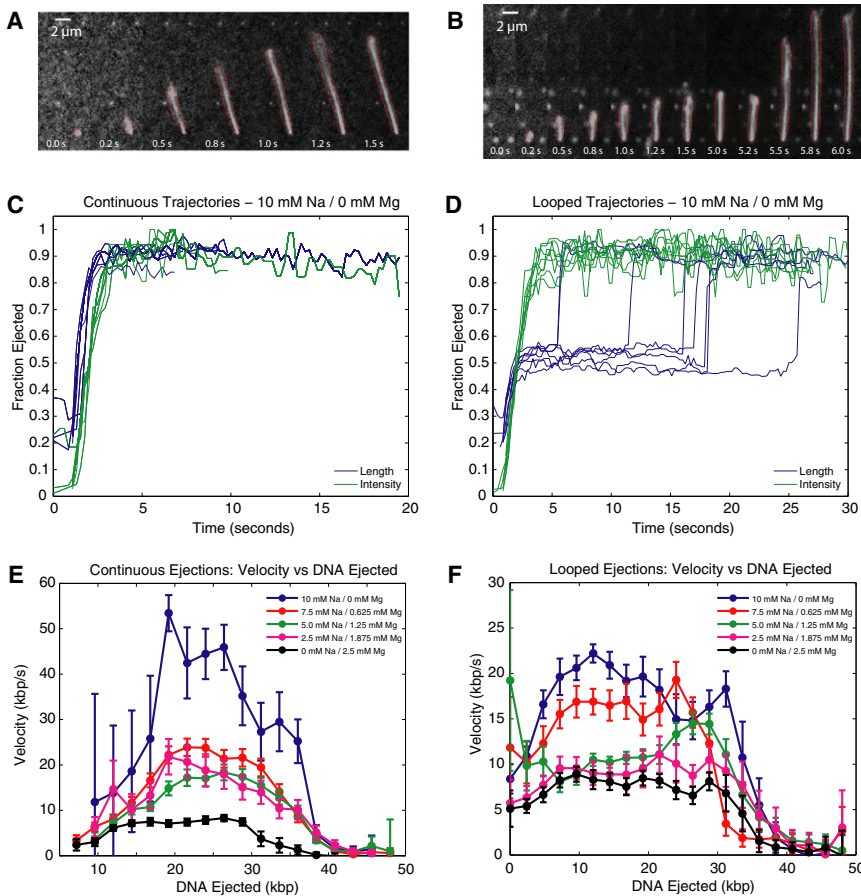 A
2 μm
0.0 s 0.2 s 0.5 s 0.8 s 1.0 s 1.2 s 1.5 s
B
2 μm
0.0 s 0.2 s 0.5 s 0.8 s 1.0 s 1.2 s 1.5 s 5.0 s 5.2 s 5.5 s 5.8 s 6.0 s
C
Continuous Trajectories – 10 mM Na / 0 mM Mg
1
0.9
0.8
0.7
0.6
0.5
0.4
0.3
0.2
0.1
0
Fraction Ejected
Length
Intensity
0 5 10 15 20
Time (seconds)
D
Looped Trajectories – 10 mM Na / 0 mM Mg
1
0.9
0.8
0.7
0.6
0.5
0.4
0.3
0.2
0.1
0
Fraction Ejected
Length
Intensity
0 5 10 15 20 25 30
Time (seconds)
E
Continuous Ejections: Velocity vs DNA Ejected
60
50
40
30
20
10
0
Velocity (kbp/s)
10 mM Na / 0 mM Mg
7.5 mM Na / 0.625 mM Mg
5.0 mM Na / 1.25 mM Mg
2.5 mM Na / 1.875 mM Mg
0 mM Na / 2.5 mM Mg
0 10 20 30 40 50
DNA Ejected (kbp)
F
Looped Ejections: Velocity vs DNA Ejected
30
25
20
15
10
5
0
Velocity (kbp/s)
10 mM Na / 0 mM Mg
7.5 mM Na / 0.625 mM Mg
5.0 mM Na / 1.25 mM Mg
2.5 mM Na / 1.875 mM Mg
0 mM Na / 2.5 mM Mg
0 10 20 30 40 50
DNA Ejected (kbp)